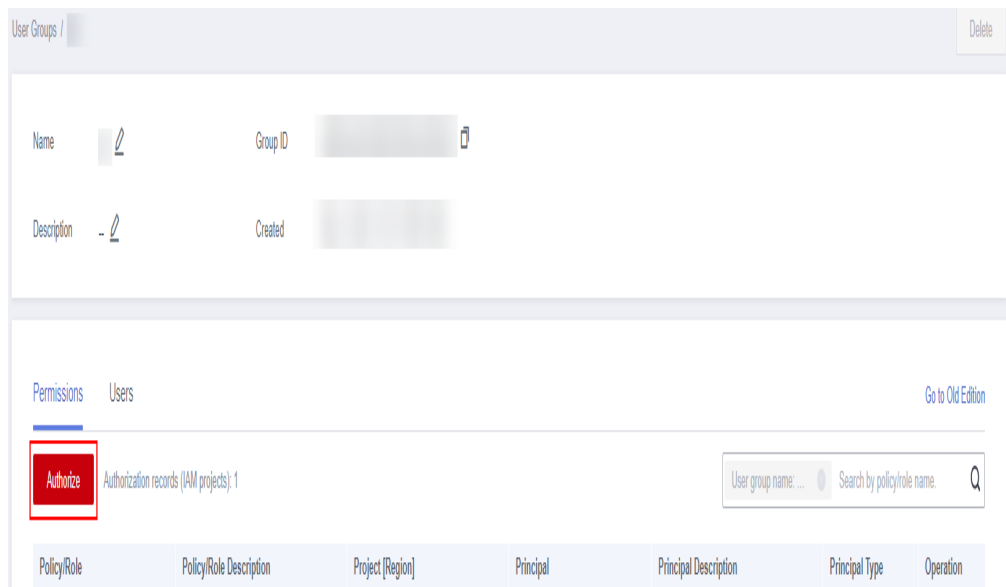 User Groups /
Delete
Name Group ID
Description -- Created
Permissions Users Go to Old Edition
Authorize Authorization records (IAM projects): 1 User group name: ... Search by policy/role name.
Policy/Role Policy/Role Description Project [Region] Principal Principal Description Principal Type Operation